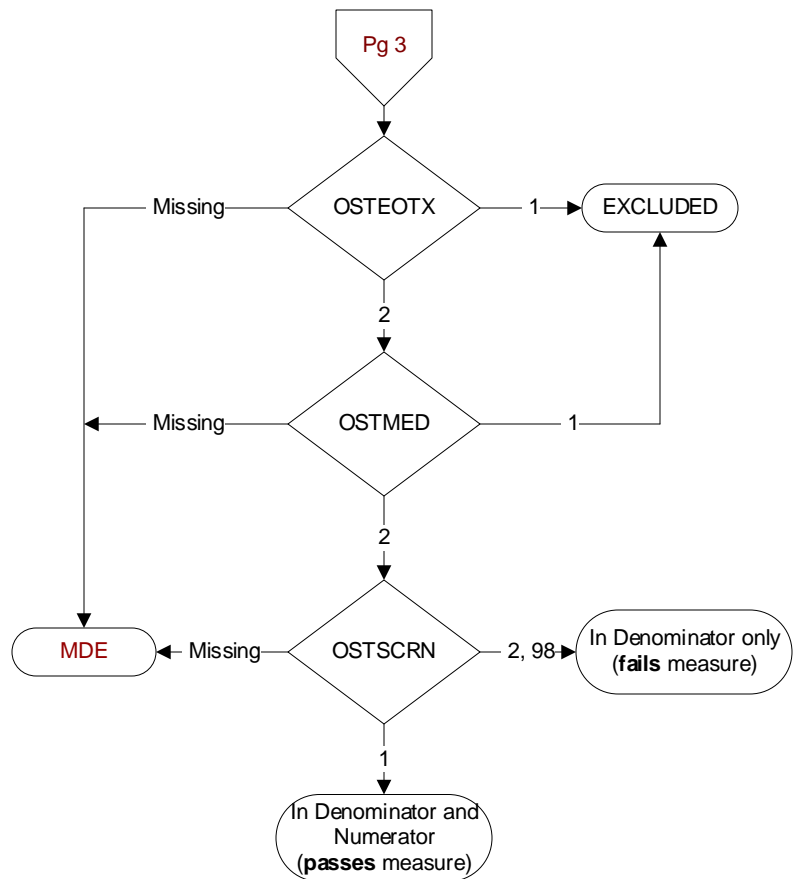 Pg 3
Missing
OSTEOTX
1
EXCLUDED
2
Missing
OSTMED
1
2
MDE
Missing
OSTSCRN
2, 98
In Denominator only
(fails measure)
1
In Denominator and
Numerator
(passes measure)